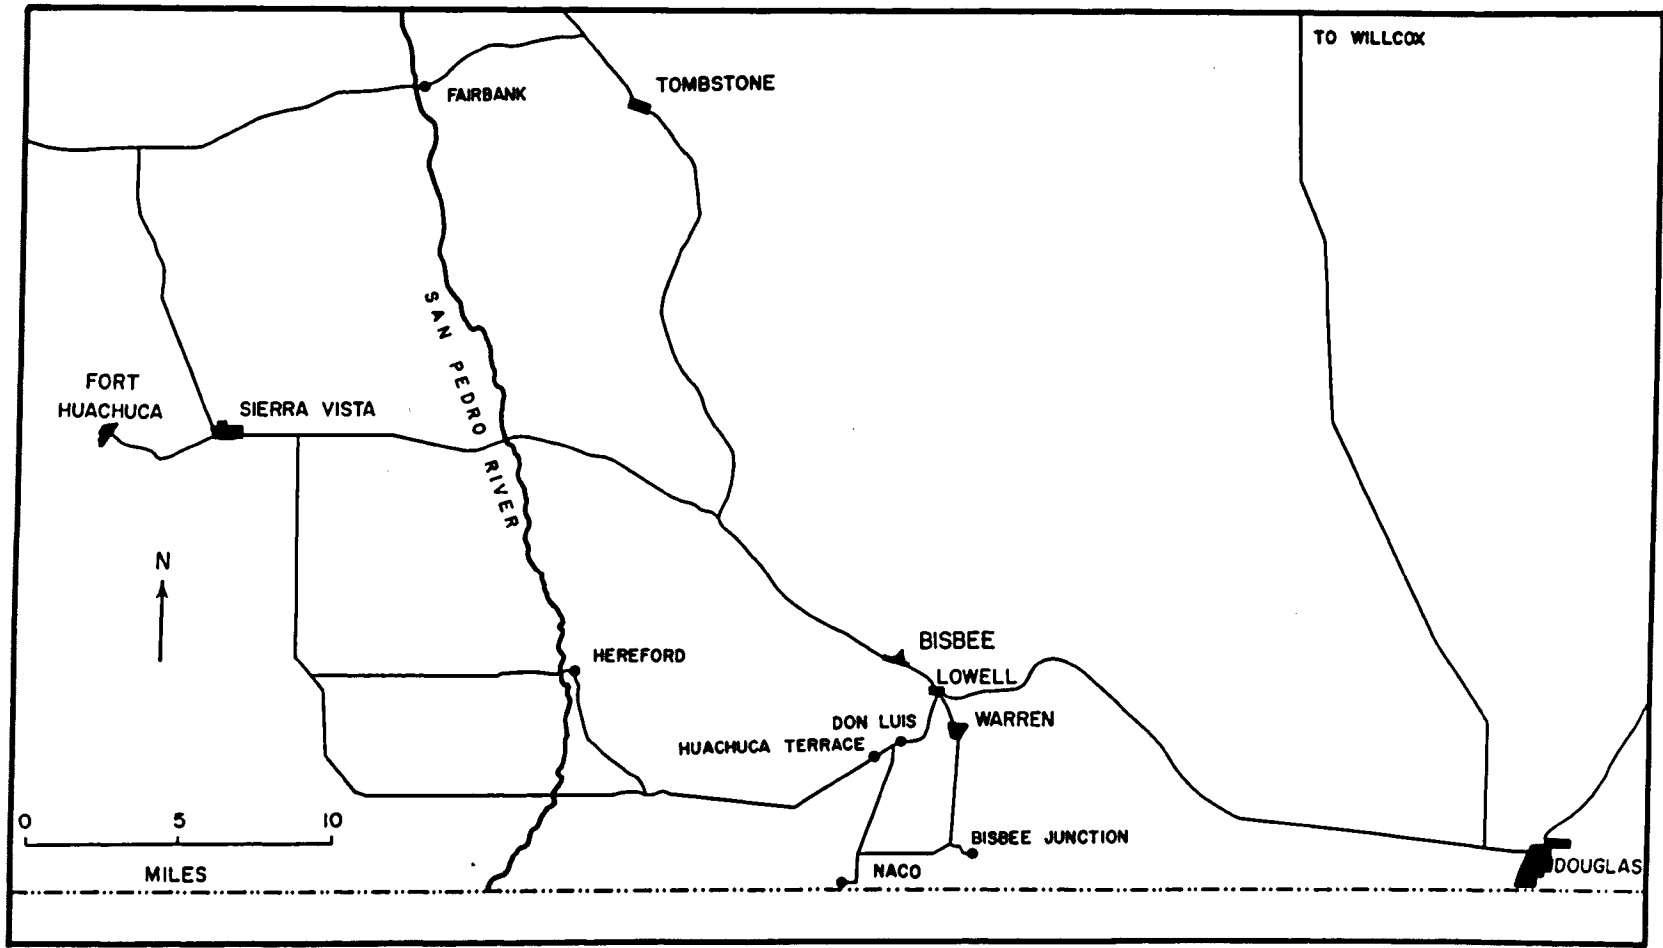 TO WILLCOX
TOMBSTONE
FAIRBANK
SAN PEDRO RIVER
FORT
HUACHUCA
SIERRA VISTA
N
BISBEE
HEREFORD
LOWELL
WARREN
DON LUIS
HUACHUCA TERRACE
0 5 10
MILES
BISBEE JUNCTION
NACO
DOUGLAS